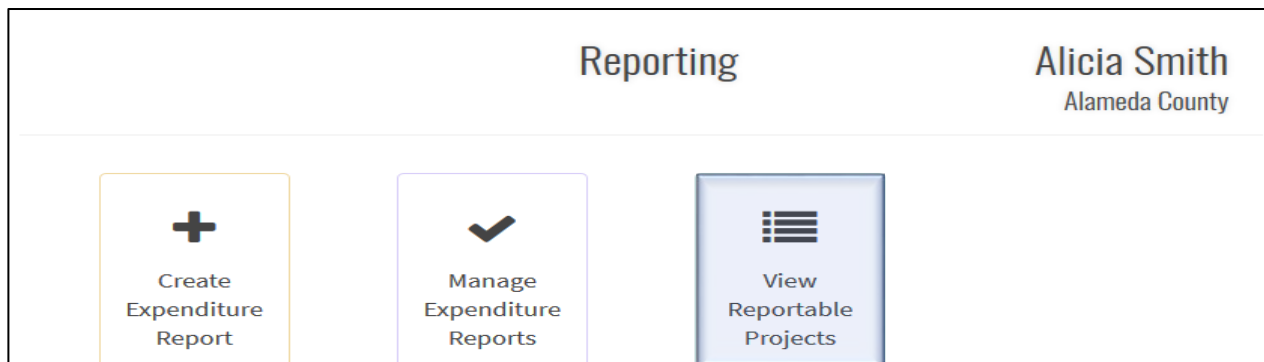 Reporting
Alicia Smith
Alameda County
Create
Expenditure
Report
Manage
Expenditure
Reports
View
Reportable
Projects